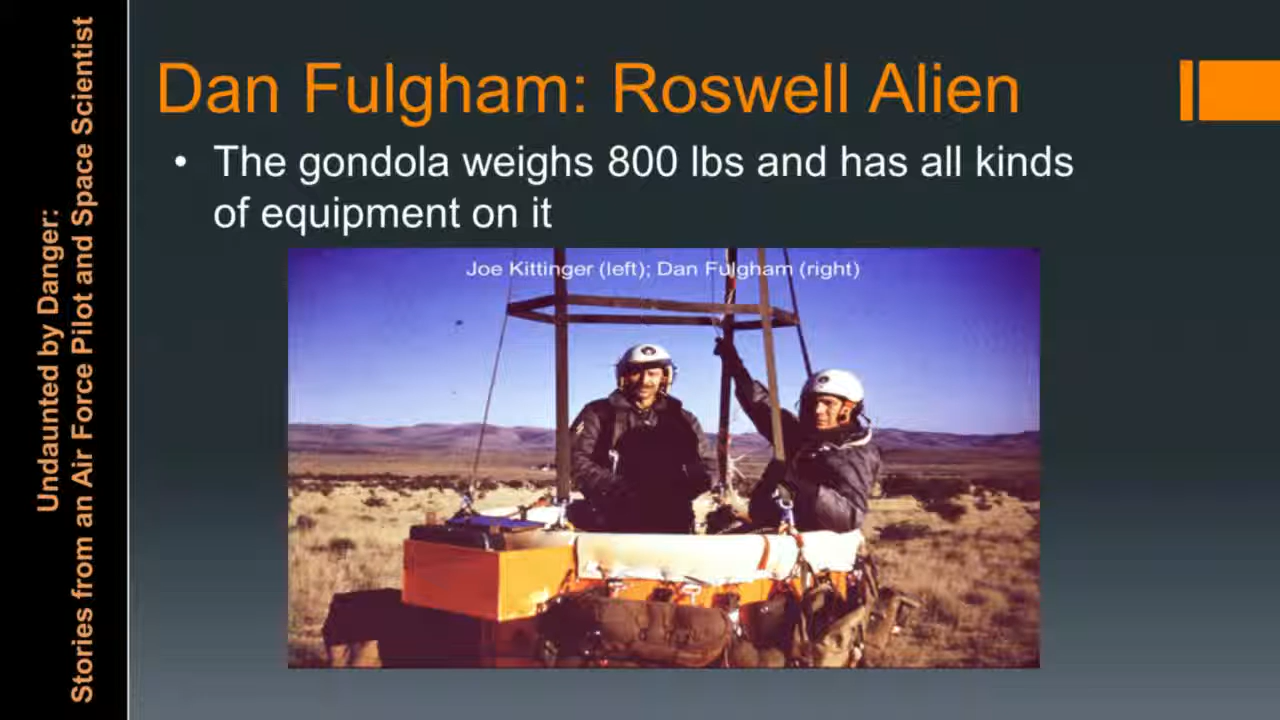 Undaunted by Danger:
Stories from an Air Force Pilot and Space Scientist
Dan Fulgham: Roswell Alien
• The gondola weighs 800 lbs and has all kinds
of equipment on it
Joe Kittinger (left); Dan Fulgham (right)